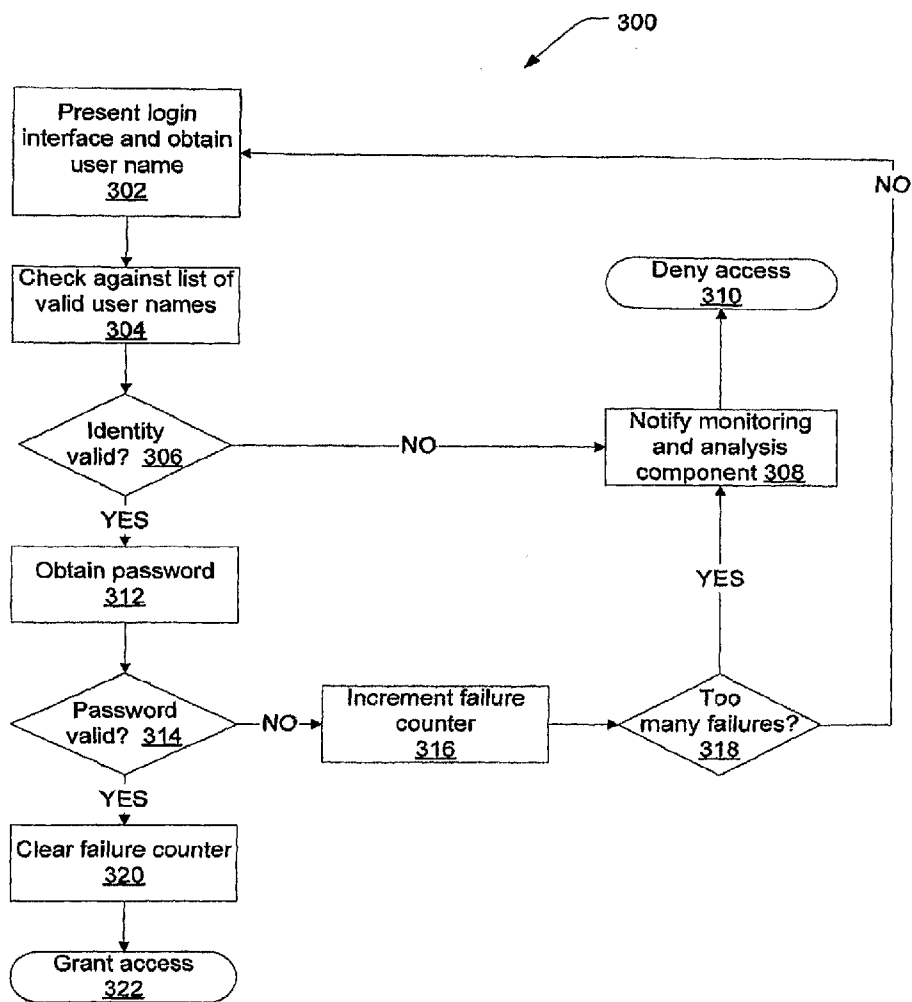 300
Present login
interface and obtain
user name
302
NO
Check against list of
valid user names
304
Deny access
310
Identity
valid? 306
NO
Notify monitoring
and analysis
component 308
YES
Obtain password
312
YES
Password
valid? 314
NO
Increment failure
counter
316
Too
many failures?
318
YES
Clear failure counter
320
Grant access
322